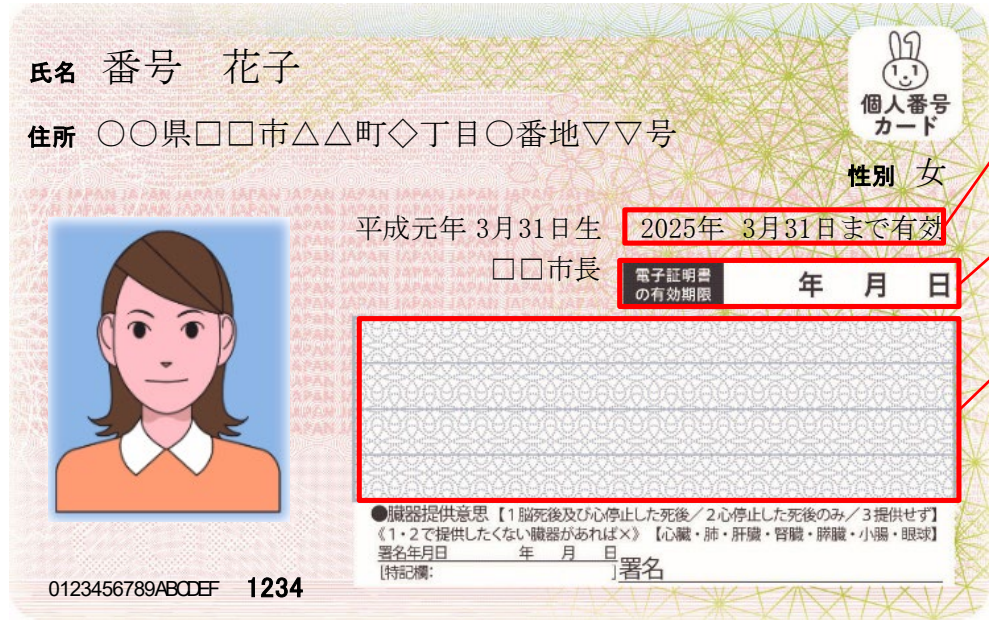 氏名 番号 花子
個人番号
カード
住所 〇〇県□□市△△町◇丁目〇番地▽▽号
性別 女
平成元年 3月31日生 2025年 3月31日まで有効
□□市長
電子証明書
の有効期限 年 月 日
●臓器提供意思【1脳死後及び心停止した死後/2心停止した死後のみ/3提供せず】
《1・2で提供したくない臓器があれば×》【心臓・肺・肝臓・腎臓・膵臓・小腸・眼球】
署名年月日 年 月 日
[特記欄: ]署名
0123456789ABCDEF 1234